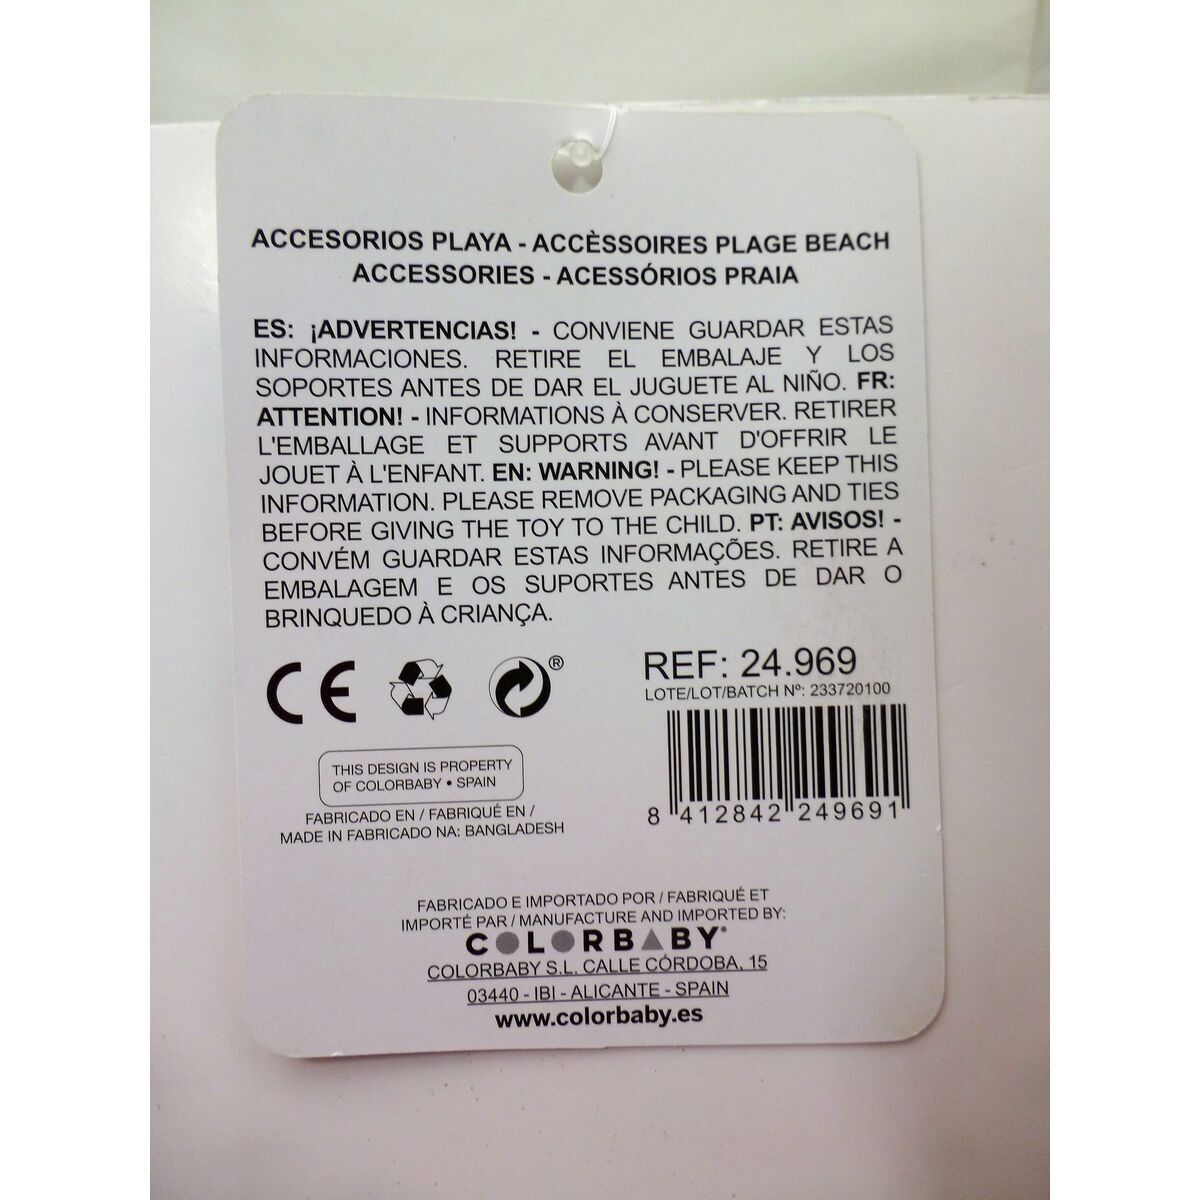 ACCESORIOS PLAYA - ACCÈSSOIRES PLAGE BEACH
ACCESSORIES - ACESSÓRIOS PRAIA
ES: ¡ADVERTENCIAS! - CONVIENE GUARDAR ESTAS
INFORMACIONES. RETIRE EL EMBALAJE Y LOS
SOPORTES ANTES DE DAR EL JUGUETE AL NIÑO. FR:
ATTENTION! - INFORMATIONS À CONSERVER. RETIRER
L'EMBALLAGE ET SUPPORTS AVANT D'OFFRIR LE
JOUET À L'ENFANT. EN: WARNING! - PLEASE KEEP THIS
INFORMATION. PLEASE REMOVE PACKAGING AND TIES
BEFORE GIVING THE TOY TO THE CHILD. PT: AVISOS! -
CONVÉM GUARDAR ESTAS INFORMAÇÕES. RETIRE A
EMBALAGEM E OS SUPORTES ANTES DE DAR O
BRINQUEDO À CRIANÇA.
CE
®
REF: 24.969
LOTE/LOT/BATCH Nº: 233720100
8 412842 249691
THIS DESIGN IS PROPERTY
OF COLORBABY • SPAIN
FABRICADO EN / FABRIQUÉ EN /
MADE IN FABRICADO NA: BANGLADESH
FABRICADO E IMPORTADO POR / FABRIQUÉ ET
IMPORTÉ PAR / MANUFACTURE AND IMPORTED BY:
COLORBABY®
COLORBABY S.L. CALLE CÓRDOBA, 15
03440 - IBI - ALICANTE - SPAIN
www.colorbaby.es